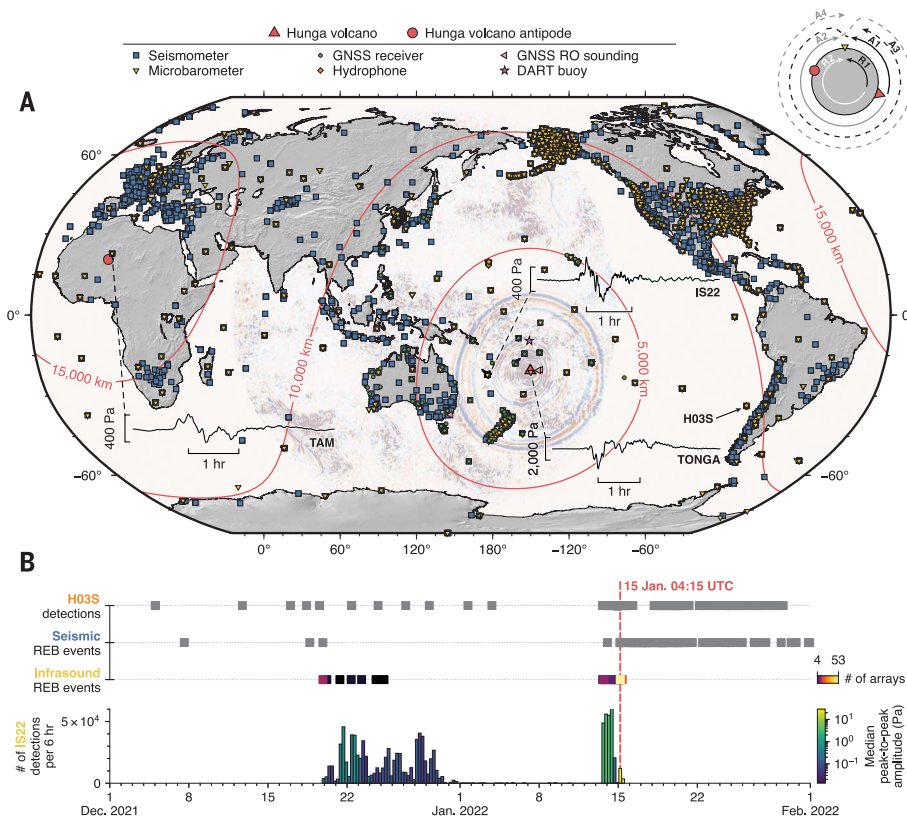 Hunga volcano Hunga volcano antipode
Seismometer GNSS receiver GNSS RO sounding
Microbarometer Hydrophone DART buoy
A4
A2 A1 A3
R2 R1
A
60°
0°
−60°
60°
0°
−60°
15,000 km
10,000 km
5,000 km
15,000 km
400 Pa
IS22
1 hr
H03S
400 Pa
TAM
1 hr
2,000 Pa
TONGA
1 hr
0° 60° 120° 180° −120° −60°
B
15 Jan. 04:15 UTC
H03S
detections
Seismic
REB events
Infrasound
REB events
4 53
# of arrays
# of IS22
detections
per 6 hr
5 × 10⁴
0
10¹
10⁻¹
Median
peak-to-peak
amplitude (Pa)
1 8 15 22 1 8 15 22 1
Dec. 2021 Jan. 2022 Feb. 2022